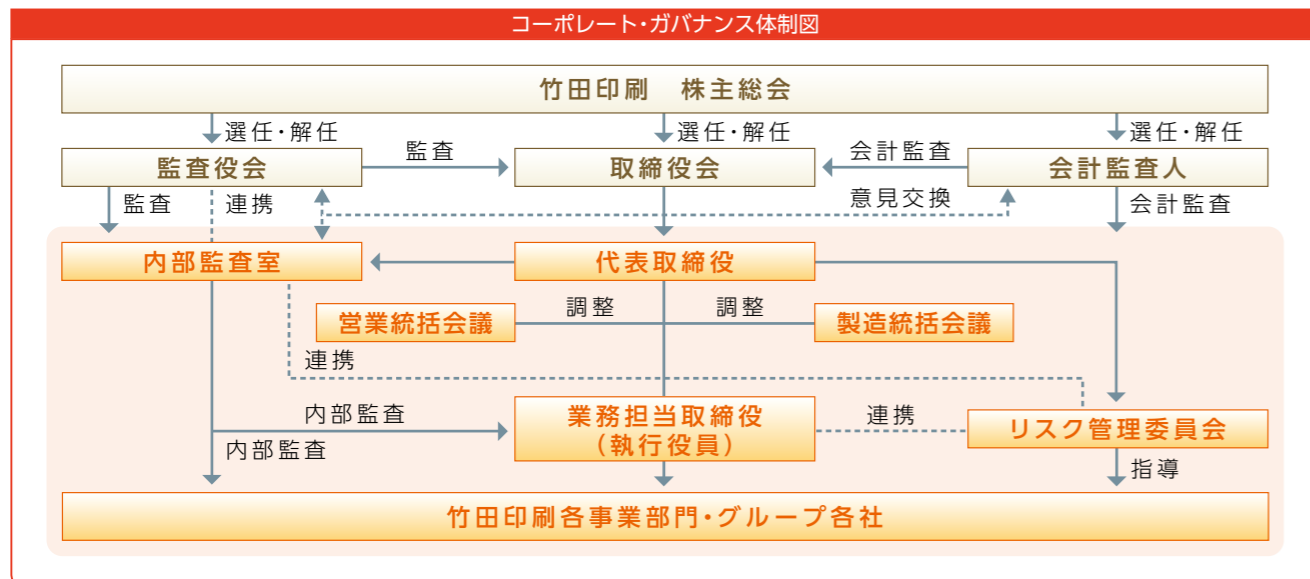 コーポレート・ガバナンス体制図
竹田印刷 株主総会
選任・解任
選任・解任
選任・解任
監査役会
監査
取締役会
会計監査
会計監査人
監査
連携
意見交換
会計監査
内部監査室
代表取締役
営業統括会議
調整
調整
製造統括会議
連携
内部監査
内部監査
業務担当取締役
(執行役員)
連携
リスク管理委員会
指導
竹田印刷各事業部門・グループ各社